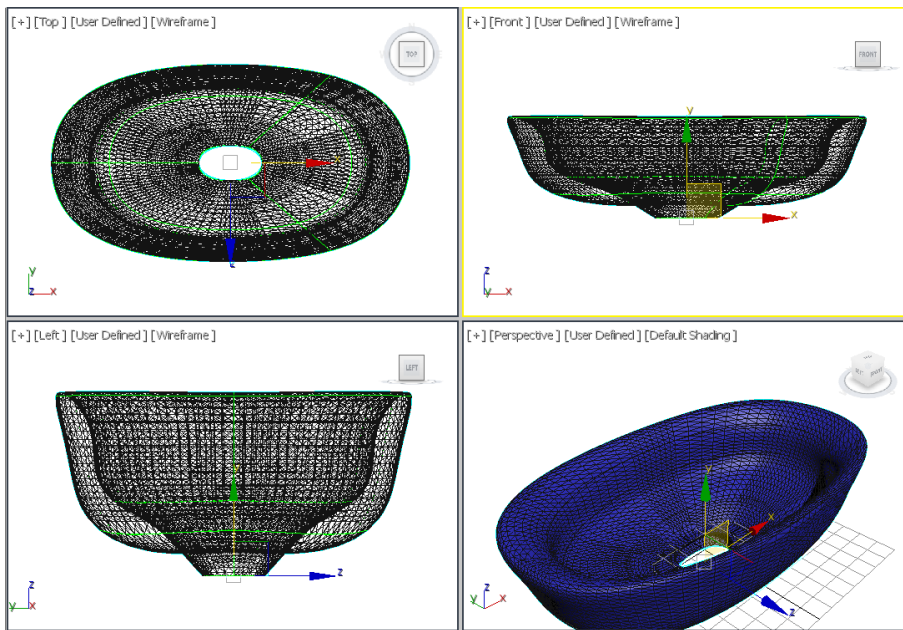 [+] [Top] [User Defined] [Wireframe]
TOP
x
z
y
z x
[+] [Front] [User Defined] [Wireframe]
FRONT
y
x
z
y x
[+] [Left] [User Defined] [Wireframe]
LEFT
y
z
z
y x
[+] [Perspective] [User Defined] [Default Shading]
FRONT
y
x
z
z
y x